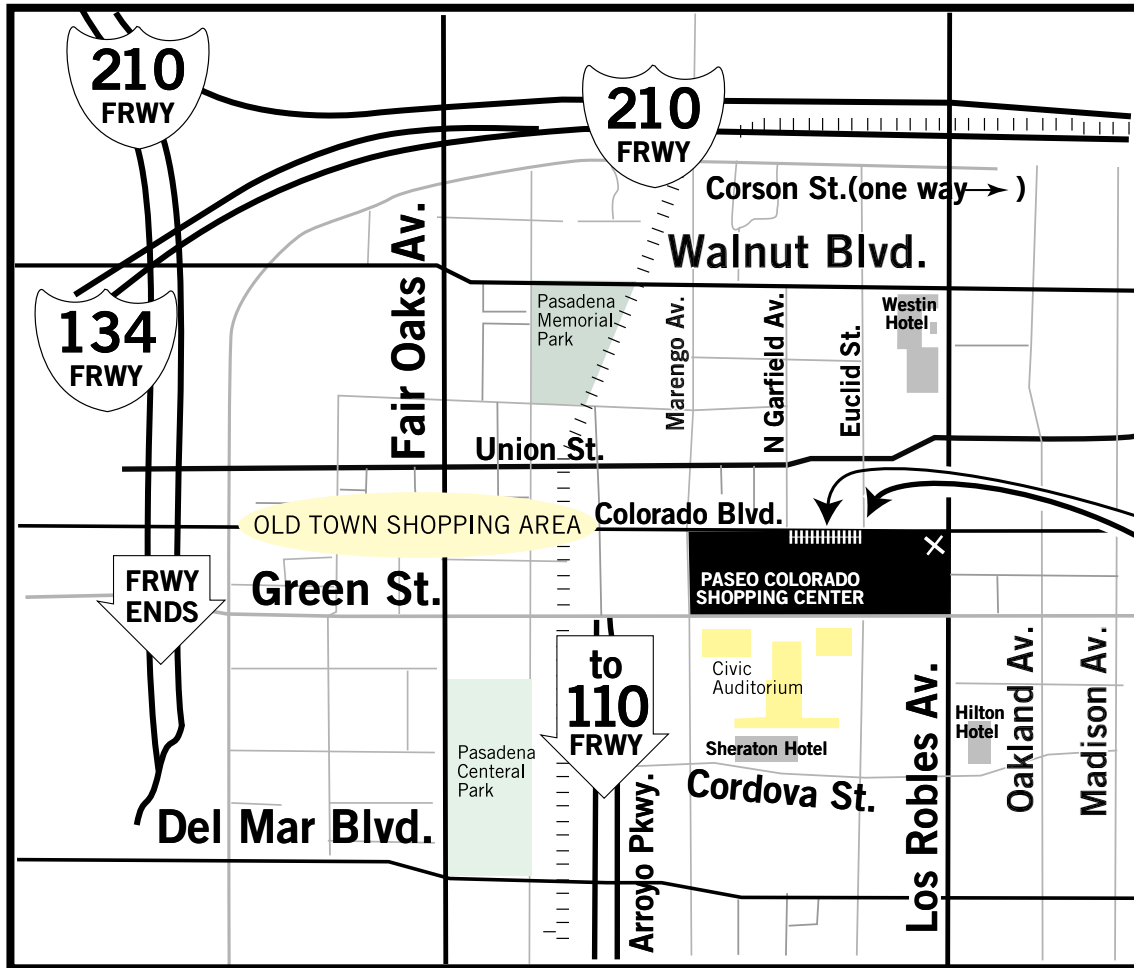 210
FRWY
210
FRWY
Corson St.(one way → )
Walnut Blvd.
134
FRWY
Fair Oaks Av.
Pasadena
Memorial
Park
Marengo Av.
N Garfield Av.
Euclid St.
Westin
Hotel
Union St.
OLD TOWN SHOPPING AREA
Colorado Blvd.
FRWY
ENDS
Green St.
PASEO COLORADO
SHOPPING CENTER
to
110
FRWY
Civic
Auditorium
Sheraton Hotel
Los Robles Av.
Hilton
Hotel
Oakland Av.
Madison Av.
Pasadena
Centeral
Park
Cordova St.
Del Mar Blvd.
Arroyo Pkwy.